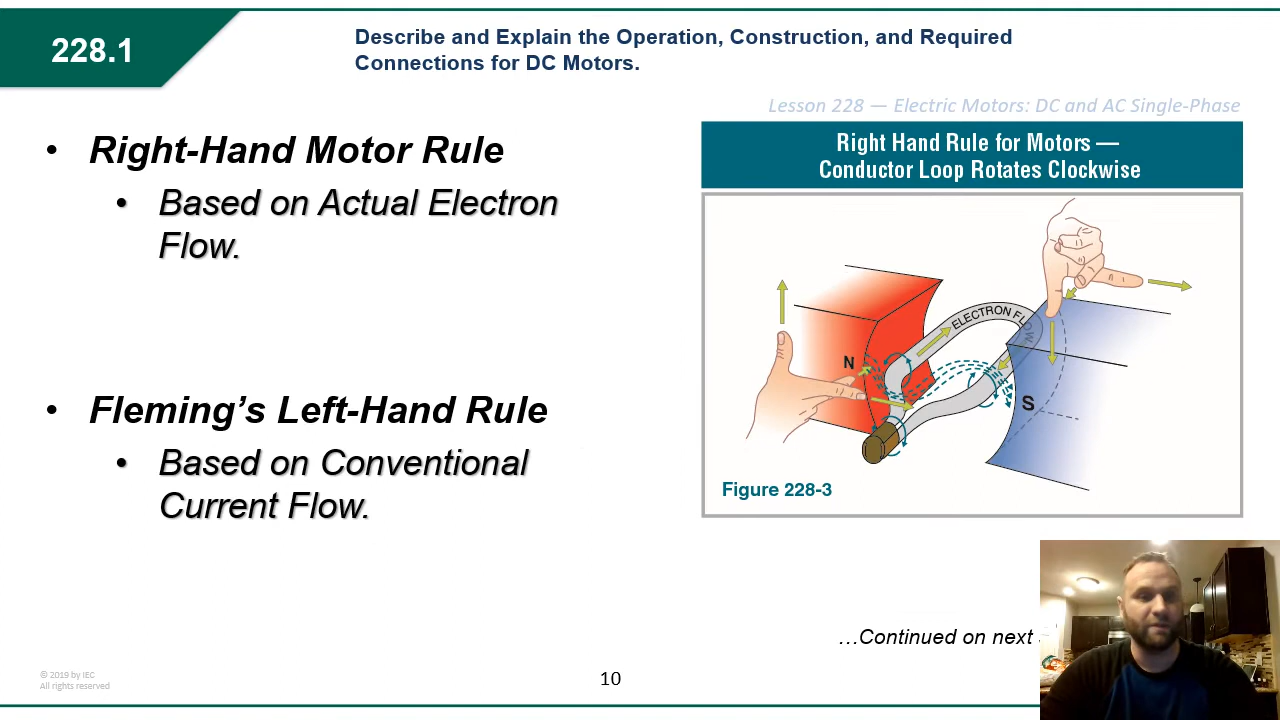 228.1
Describe and Explain the Operation, Construction, and Required
Connections for DC Motors.
Lesson 228 — Electric Motors: DC and AC Single-Phase
• Right-Hand Motor Rule
• Based on Actual Electron
Flow.
• Fleming’s Left-Hand Rule
• Based on Conventional
Current Flow.
Right Hand Rule for Motors —
Conductor Loop Rotates Clockwise
ELECTRON FLOW
N
S
Figure 228-3
…Continued on next
© 2019 by IEC
All rights reserved
10